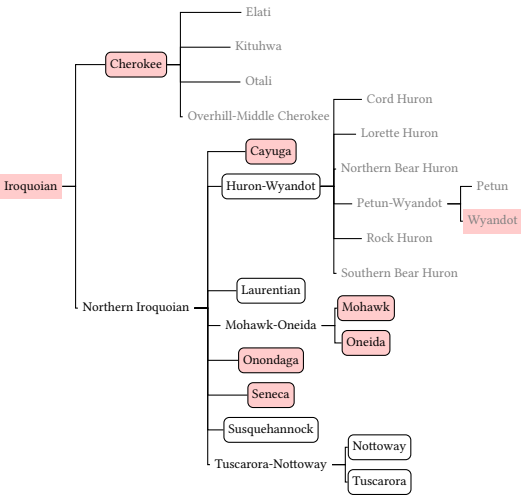 Elati
Kituhwa
Cherokee
Otali
Cord Huron
Overhill-Middle Cherokee
Lorette Huron
Cayuga
Northern Bear Huron
Iroquoian
Huron-Wyandot
Petun
Petun-Wyandot
Wyandot
Rock Huron
Southern Bear Huron
Laurentian
Northern Iroquoian
Mohawk
Mohawk-Oneida
Oneida
Onondaga
Seneca
Susquehannock
Nottoway
Tuscarora-Nottoway
Tuscarora